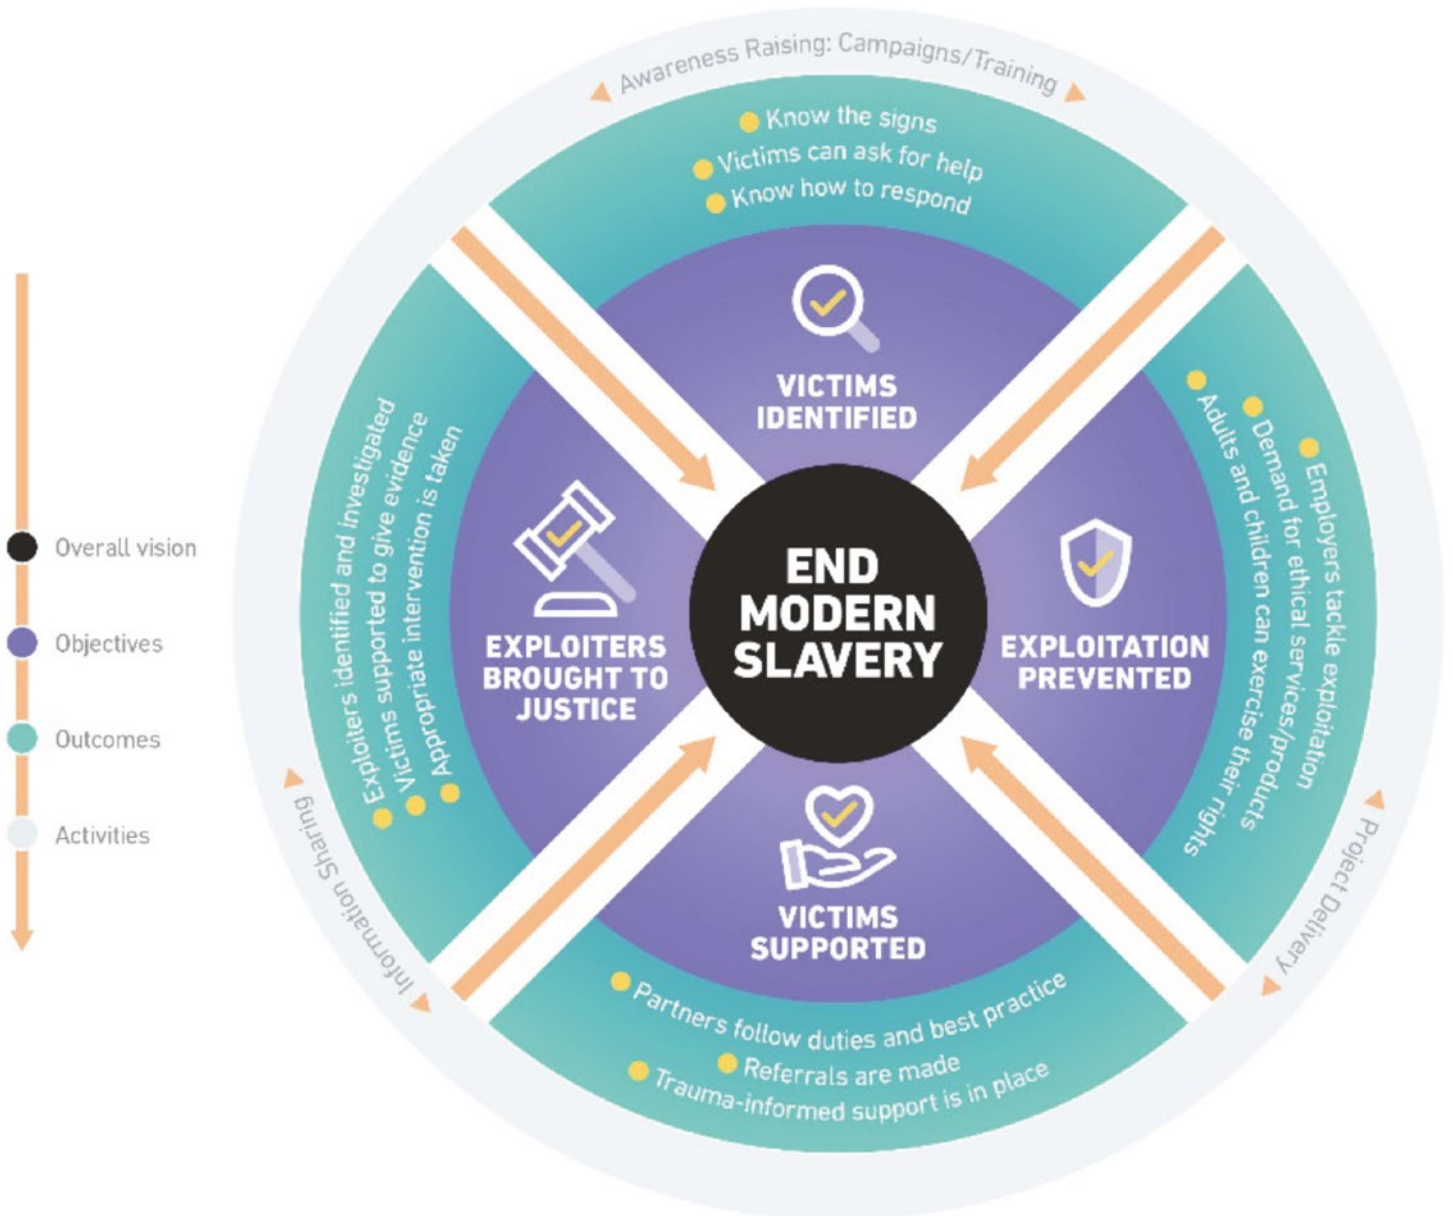 Awareness Raising: Campaigns/Training
Know the signs
Victims can ask for help
Know how to respond
VICTIMS
IDENTIFIED
Employers tackle exploitation
Demand for ethical services/products
Adults and children can exercise their rights
EXPLOITATION
PREVENTED
END
MODERN
SLAVERY
Exploiters identified and investigated
Victims supported to give evidence
Appropriate intervention is taken
EXPLOITERS
BROUGHT TO
JUSTICE
VICTIMS
SUPPORTED
Partners follow duties and best practice
Referrals are made
Trauma-informed support is in place
Information Sharing
Project Delivery
Overall vision
Objectives
Outcomes
Activities